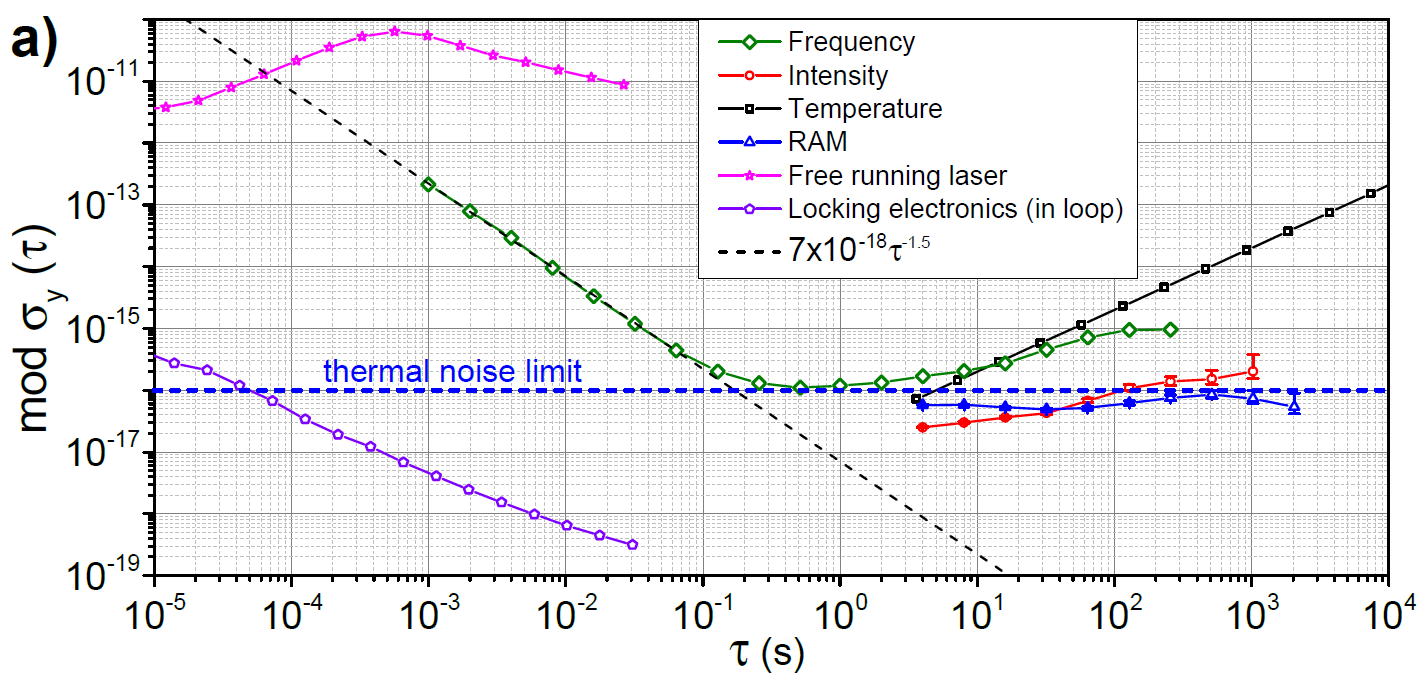 a)
Frequency
Intensity
Temperature
RAM
Free running laser
Locking electronics (in loop)
7x10⁻¹⁸τ⁻¹·⁵
mod σy (τ)
10⁻¹¹
10⁻¹³
10⁻¹⁵
10⁻¹⁷
10⁻¹⁹
thermal noise limit
10⁻⁵ 10⁻⁴ 10⁻³ 10⁻² 10⁻¹ 10⁰ 10¹ 10² 10³ 10⁴
τ (s)